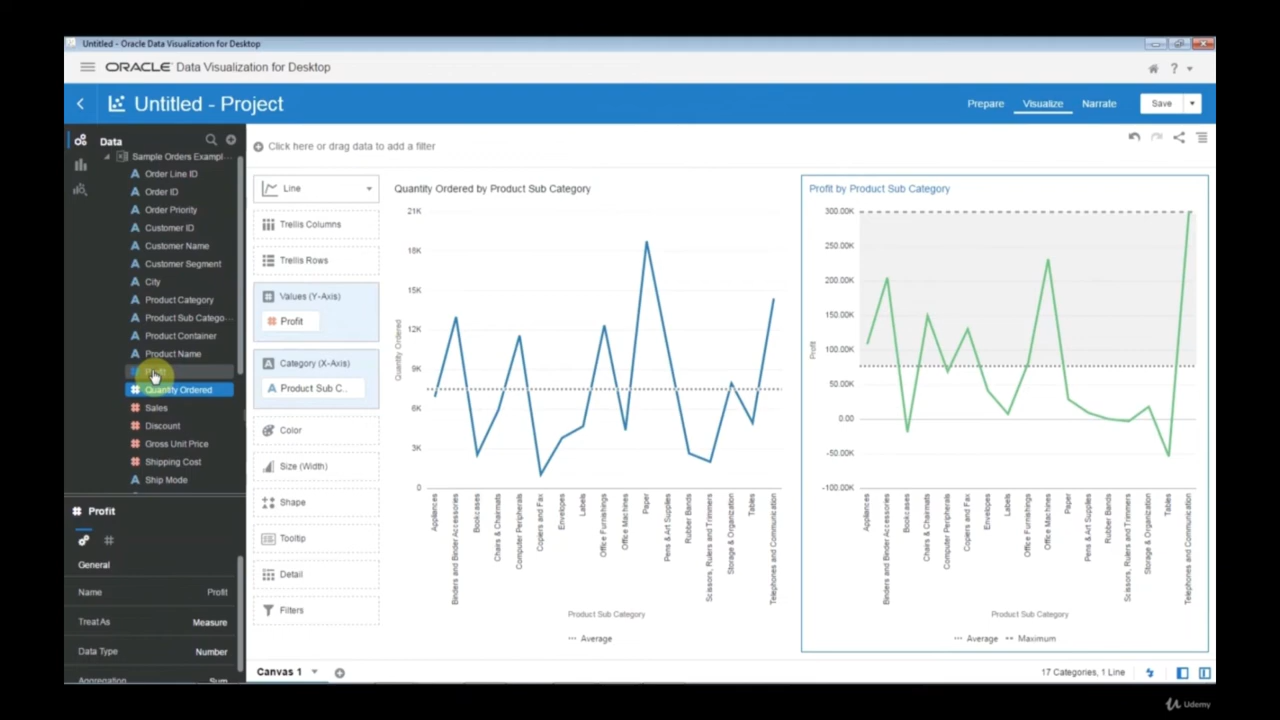 Untitled - Oracle Data Visualization for Desktop
ORACLE Data Visualization for Desktop
?
Untitled - Project
Prepare
Visualize
Narrate
Save
Data
Sample Orders Exampl...
Order Line ID
Order ID
Order Priority
Customer ID
Customer Name
Customer Segment
City
Product Category
Product Sub Catego...
Product Container
Product Name
Quantity Ordered
Sales
Discount
Gross Unit Price
Shipping Cost
Ship Mode
Profit
General
Name Profit
Treat As Measure
Data Type Number
Aggregation Sum
Click here or drag data to add a filter
Line
Trellis Columns
Trellis Rows
Values (Y-Axis)
Profit
Category (X-Axis)
Product Sub C..
Color
Size (Width)
Shape
Tooltip
Detail
Filters
Quantity Ordered by Product Sub Category
21K
18K
15K
12K
9K
6K
3K
0
Quantity Ordered
Appliances
Binders and Binder Accessories
Bookcases
Chairs & Chairmats
Computer Peripherals
Copiers and Fax
Envelopes
Labels
Office Furnishings
Office Machines
Paper
Pens & Art Supplies
Rubber Bands
Scissors, Rulers and Trimmers
Storage & Organization
Tables
Telephones and Communication
Product Sub Category
Average
Profit by Product Sub Category
300.00K
250.00K
200.00K
150.00K
100.00K
50.00K
0.00
-50.00K
-100.00K
Profit
Appliances
Binders and Binder Accessories
Bookcases
Chairs & Chairmats
Computer Peripherals
Copiers and Fax
Envelopes
Labels
Office Furnishings
Office Machines
Paper
Pens & Art Supplies
Rubber Bands
Scissors, Rulers and Trimmers
Storage & Organization
Tables
Telephones and Communication
Product Sub Category
Average Maximum
Canvas 1
17 Categories, 1 Line
Udemy